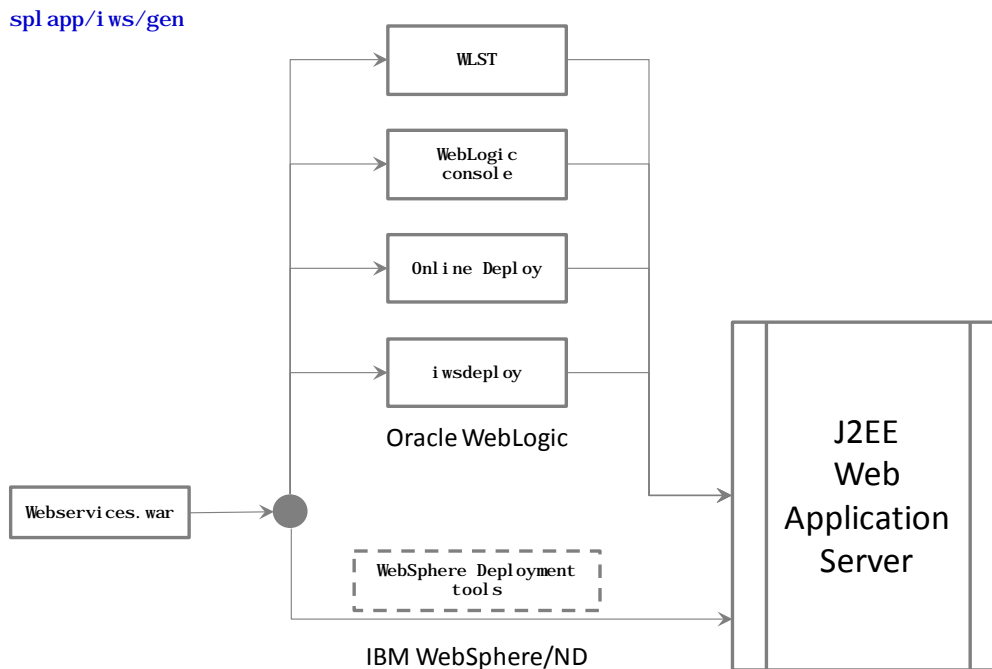 splapp/iws/gen
WLST
WebLogic
console
Online Deploy
iwsdeploy
Oracle WebLogic
J2EE
Web
Application
Server
Webservices.war
WebSphere Deployment
tools
IBM WebSphere/ND